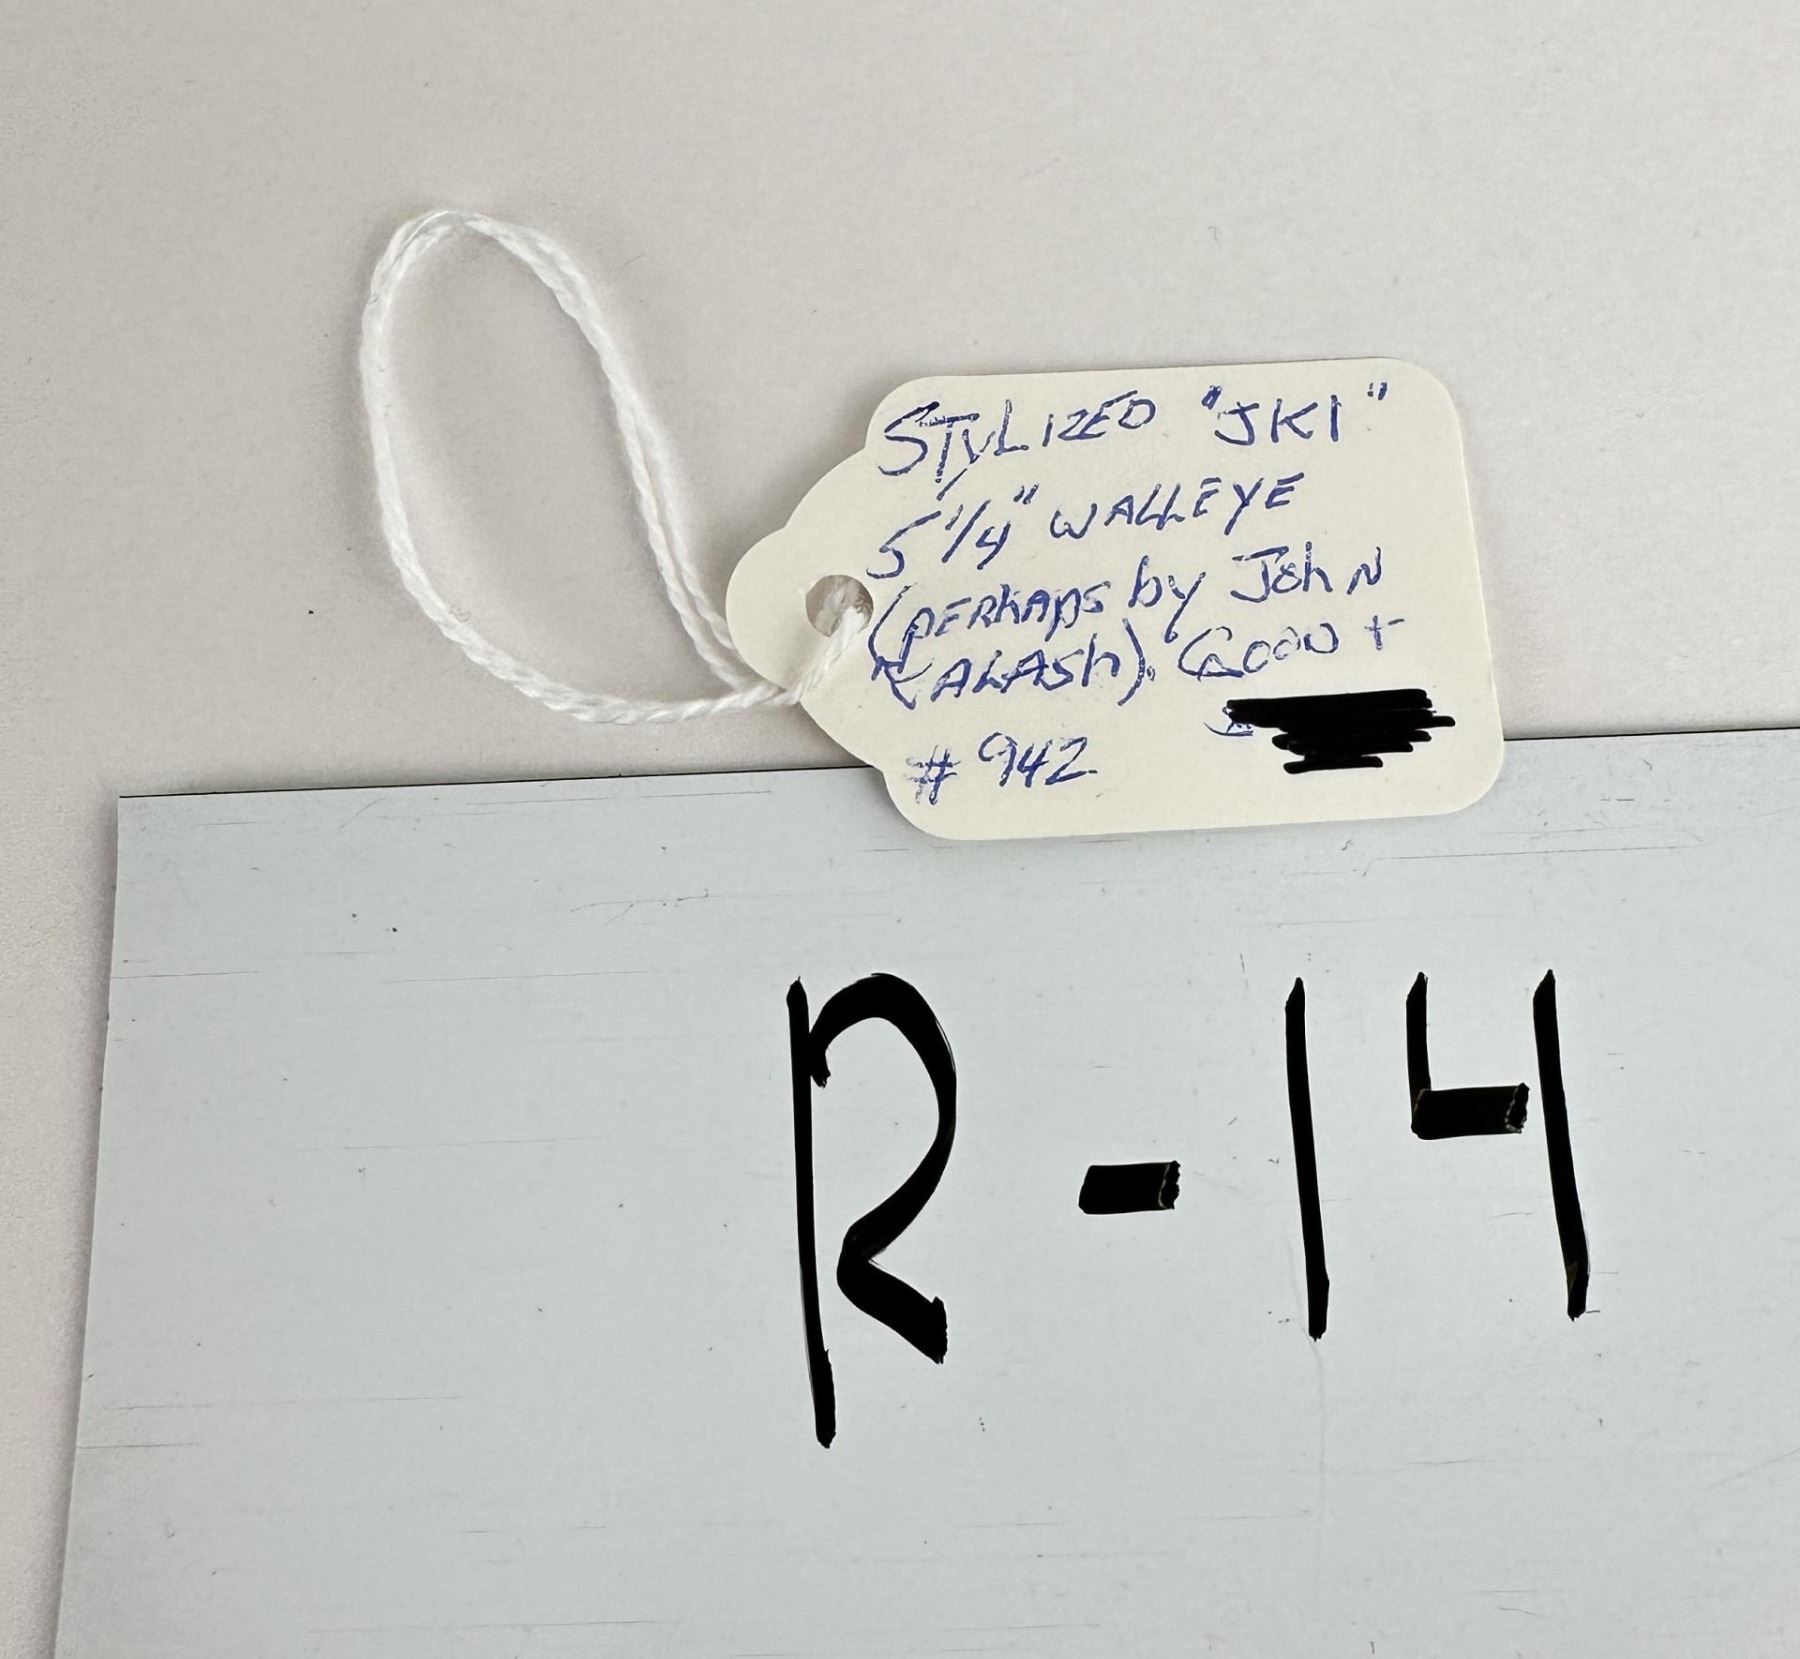 STYLIZED "JKI"
5 1/4" WALLEYE
(PERHAPS by JohN
KALASh). GOOD +
# 942
R-14